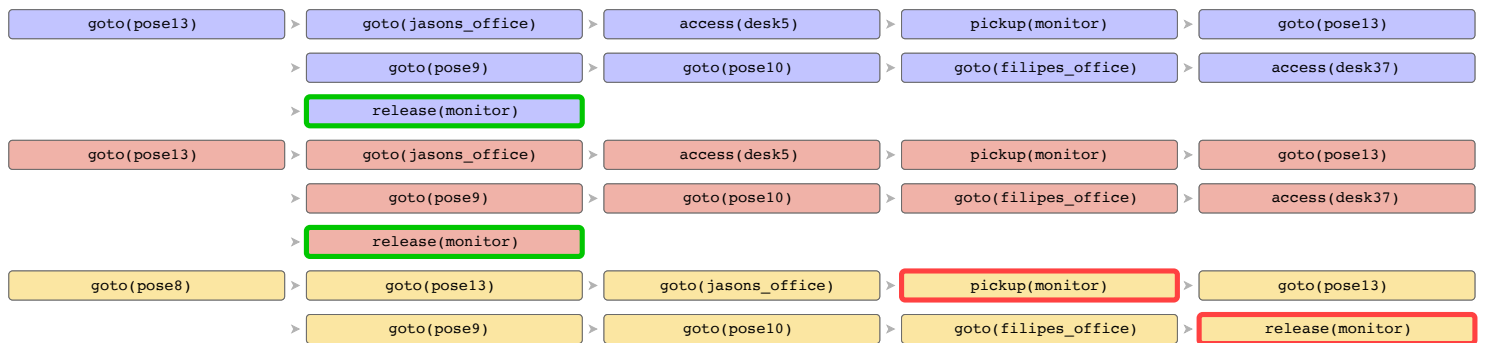 goto(pose13) goto(jasons_office) access(desk5) pickup(monitor) goto(pose13)
goto(pose9) goto(pose10) goto(filipes_office) access(desk37)
release(monitor)
goto(pose13) goto(jasons_office) access(desk5) pickup(monitor) goto(pose13)
goto(pose9) goto(pose10) goto(filipes_office) access(desk37)
release(monitor)
goto(pose8) goto(pose13) goto(jasons_office) pickup(monitor) goto(pose13)
goto(pose9) goto(pose10) goto(filipes_office) release(monitor)